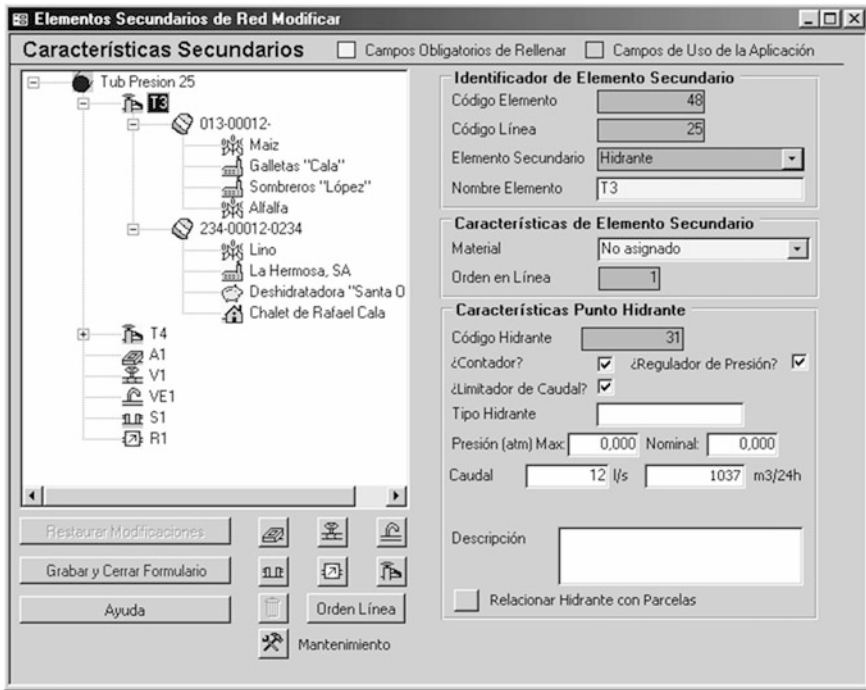 Elementos Secundarios de Red Modificar
Características Secundarios
Campos Obligatorios de Rellenar
Campos de Uso de la Aplicación
Tub Presion 25
T3
013-00012-
Maiz
Galletas "Cala"
Sombreros "López"
Alfalfa
234-00012-0234
Lino
La Hermosa, SA
Deshidratadora "Santa O
Chalet de Rafael Cala
T4
A1
V1
VE1
S1
R1
Restaurar Modificaciones
Grabar y Cerrar Formulario
Ayuda
Orden Línea
Mantenimiento
Identificador de Elemento Secundario
Código Elemento 48
Código Línea 25
Elemento Secundario Hidrante
Nombre Elemento T3
Características de Elemento Secundario
Material No asignado
Orden en Línea 1
Características Punto Hidrante
Código Hidrante 31
¿Contador? ¿Regulador de Presión?
¿Limitador de Caudal?
Tipo Hidrante
Presión (atm) Max: 0,000 Nominal: 0,000
Caudal 12 l/s 1037 m3/24h
Descripción
Relacionar Hidrante con Parcelas